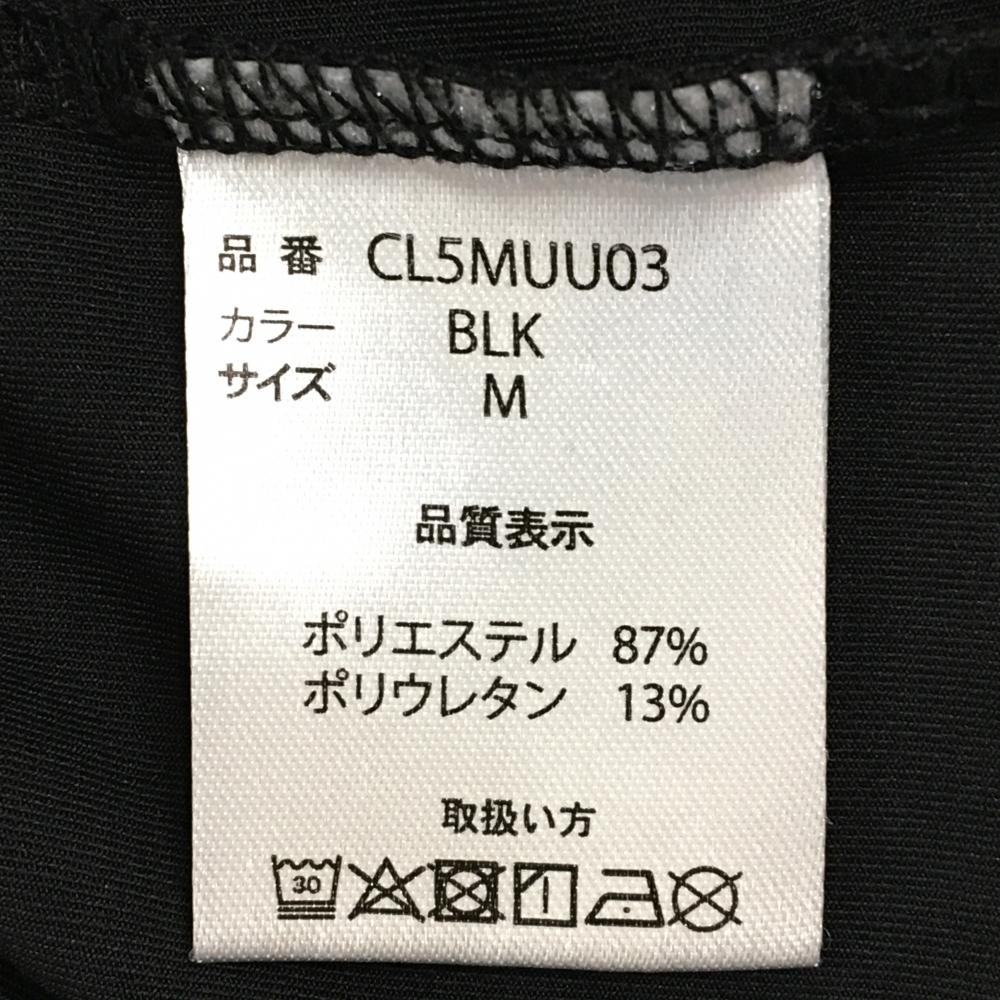 品番 CL5MUU03
カラー BLK
サイズ M
品質表示
ポリエステル 87%
ポリウレタン 13%
取扱い方
30